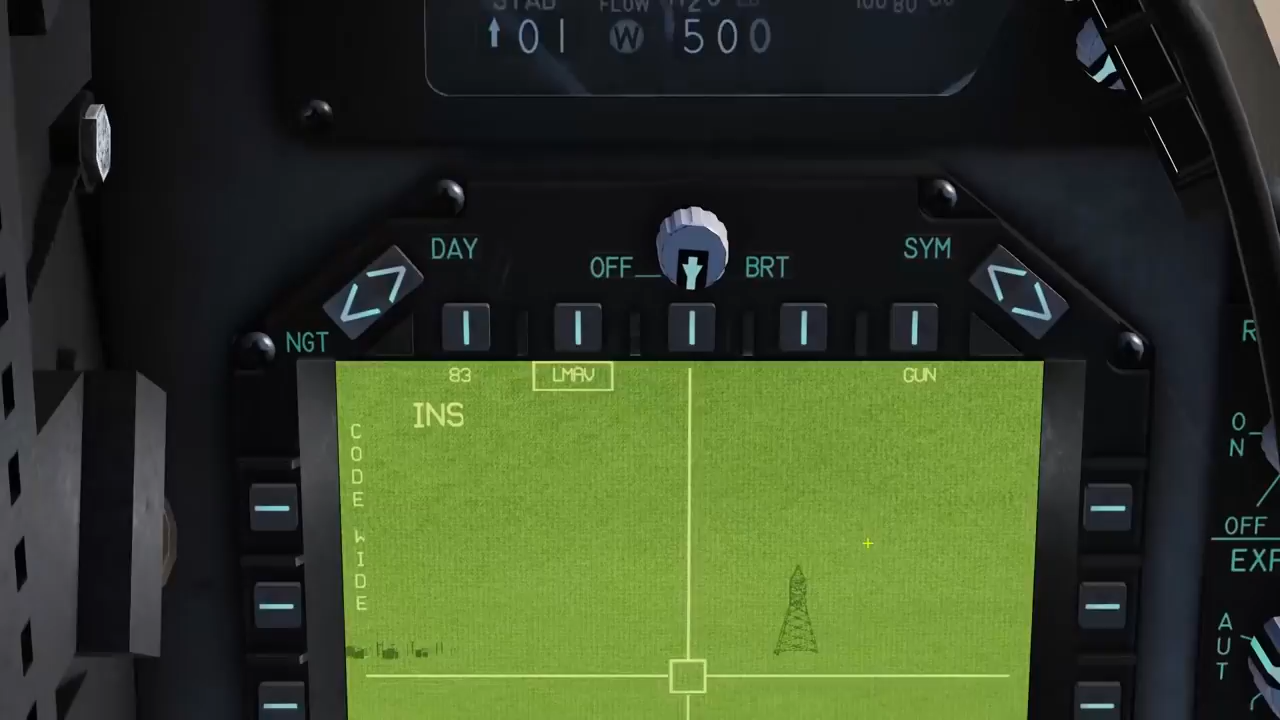 STAB FLOW H2O
↑01 W 500
DAY SYM
OFF BRT
NGT
83 LMAV GUN
INS
CODE WIDE
R
ON
OFF
EXP
AUT